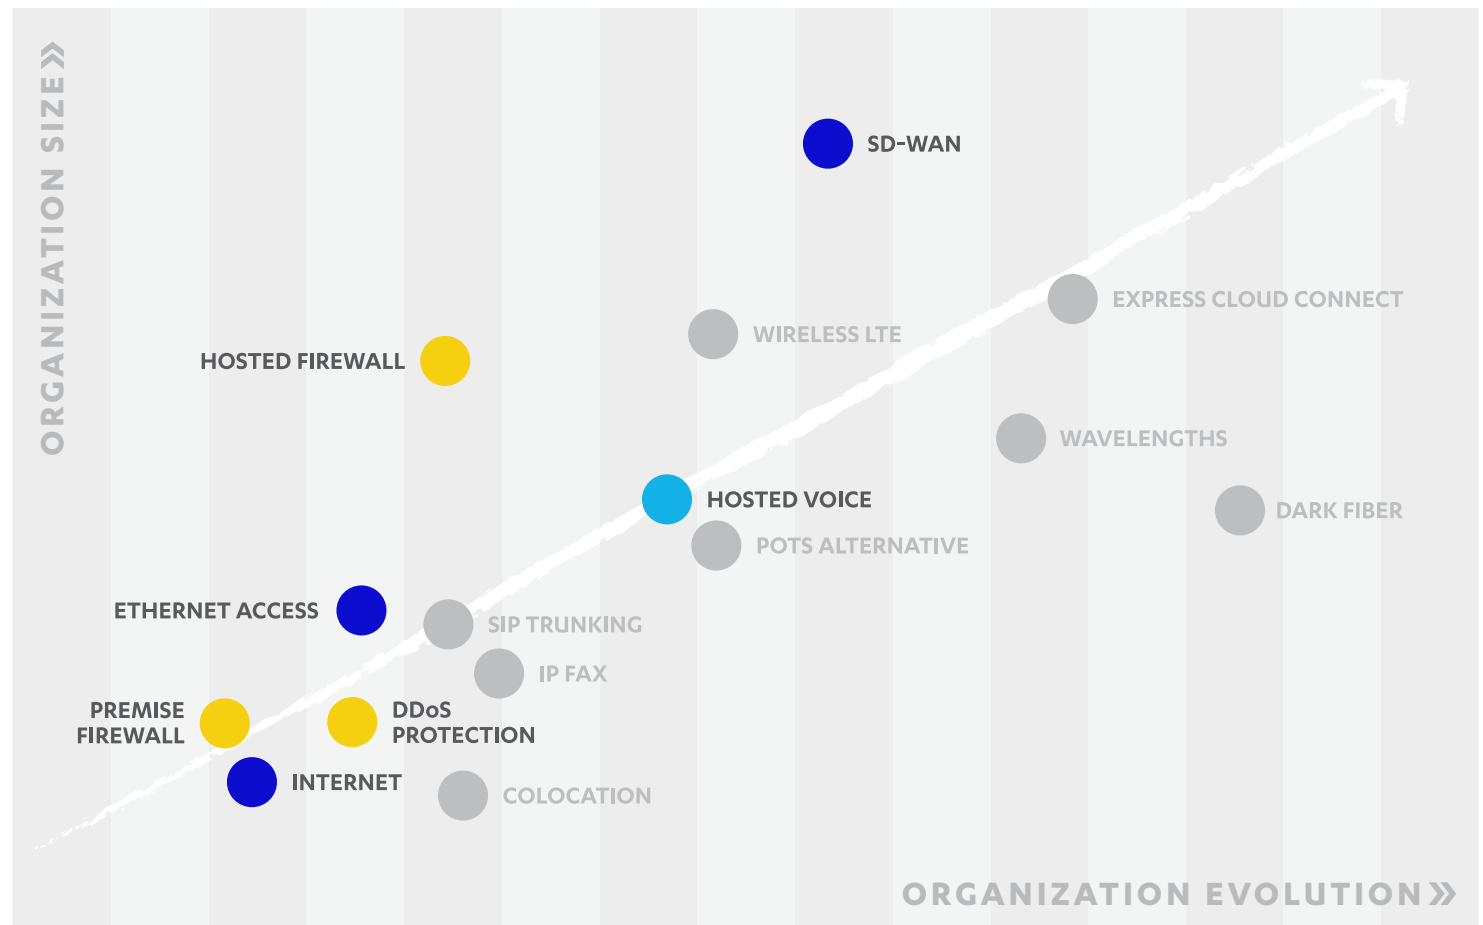 ORGANIZATION SIZE »
SD-WAN
EXPRESS CLOUD CONNECT
WIRELESS LTE
HOSTED FIREWALL
WAVELENGTHS
HOSTED VOICE
DARK FIBER
POTS ALTERNATIVE
ETHERNET ACCESS
SIP TRUNKING
IP FAX
PREMISE
FIREWALL
DDoS
PROTECTION
INTERNET
COLOCATION
ORGANIZATION EVOLUTION »